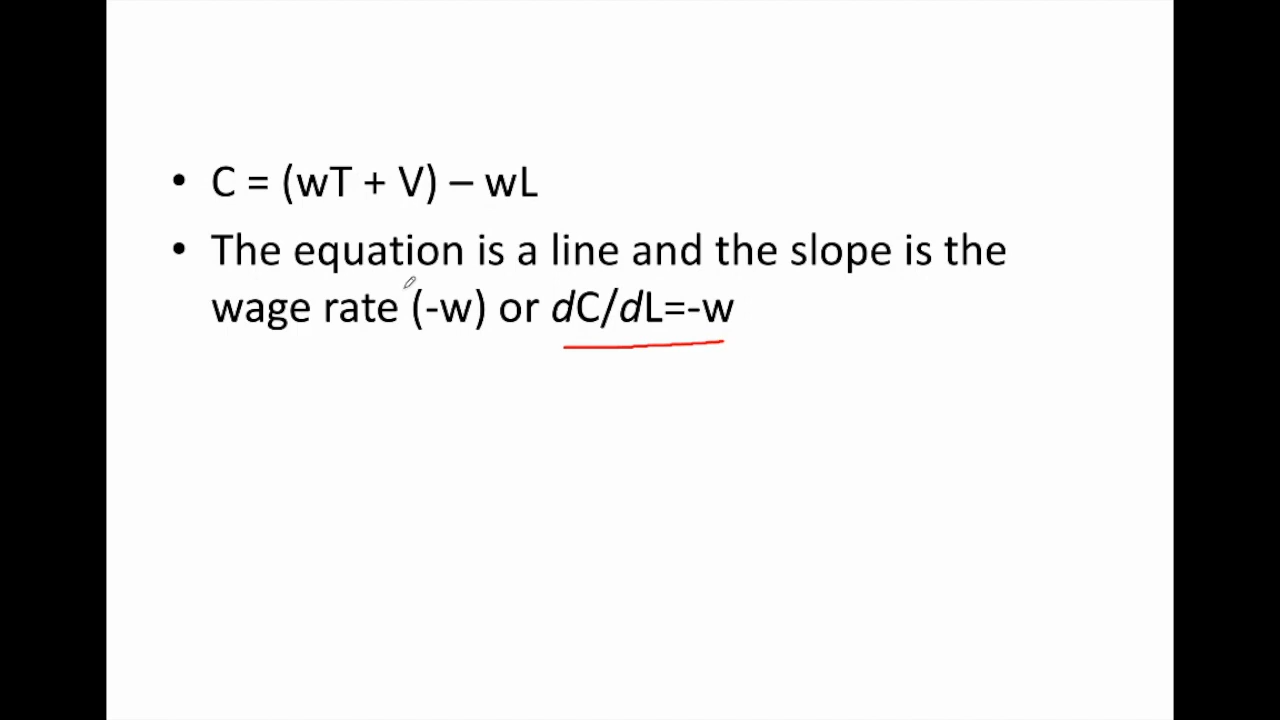 • C = (wT + V) – wL
• The equation is a line and the slope is the
wage rate (-w) or dC/dL=-w